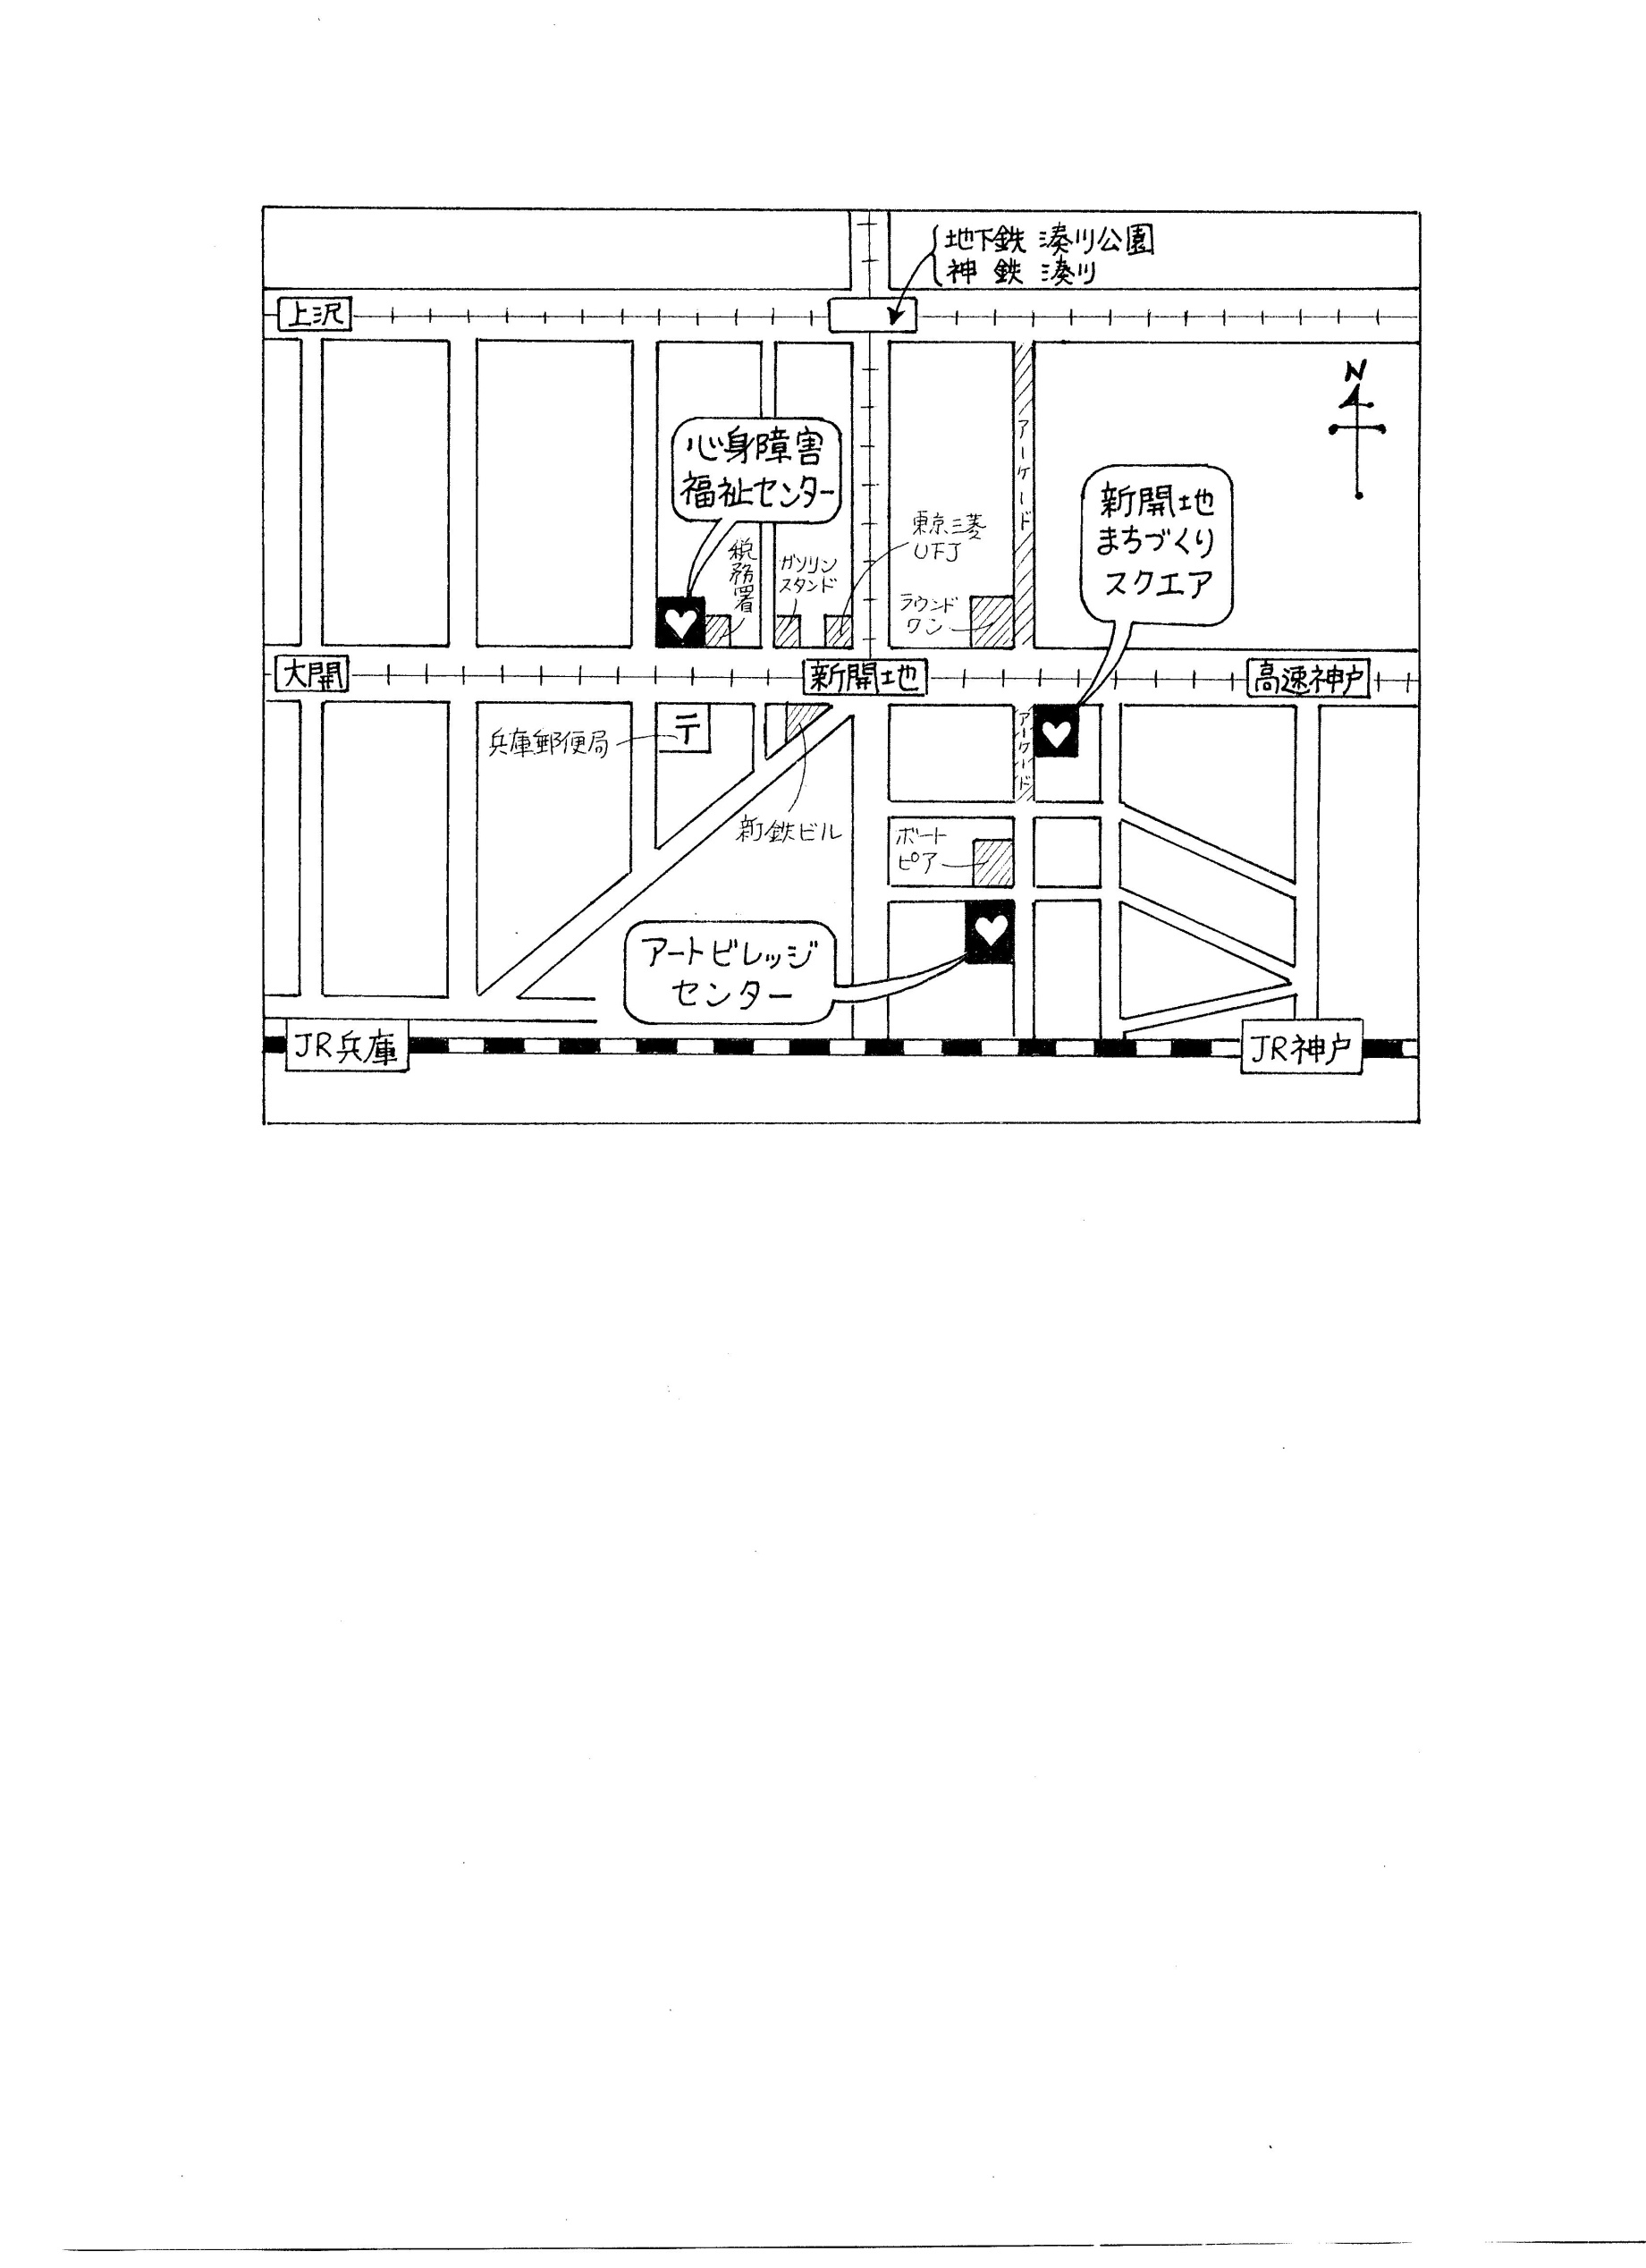 地下鉄 湊川公園
神鉄 湊川
上沢
N
アーケード
心身障害
福祉センター
新開地
まちづくり
スクエア
東京三菱
UFJ
税務署
ガソリン
スタンド
ラウンド
ワン
大開
新開地
高速神戸
〒
兵庫郵便局
アーケード
新鉄ビル
ボート
ピア
アートビレッジ
センター
JR兵庫
JR神戸